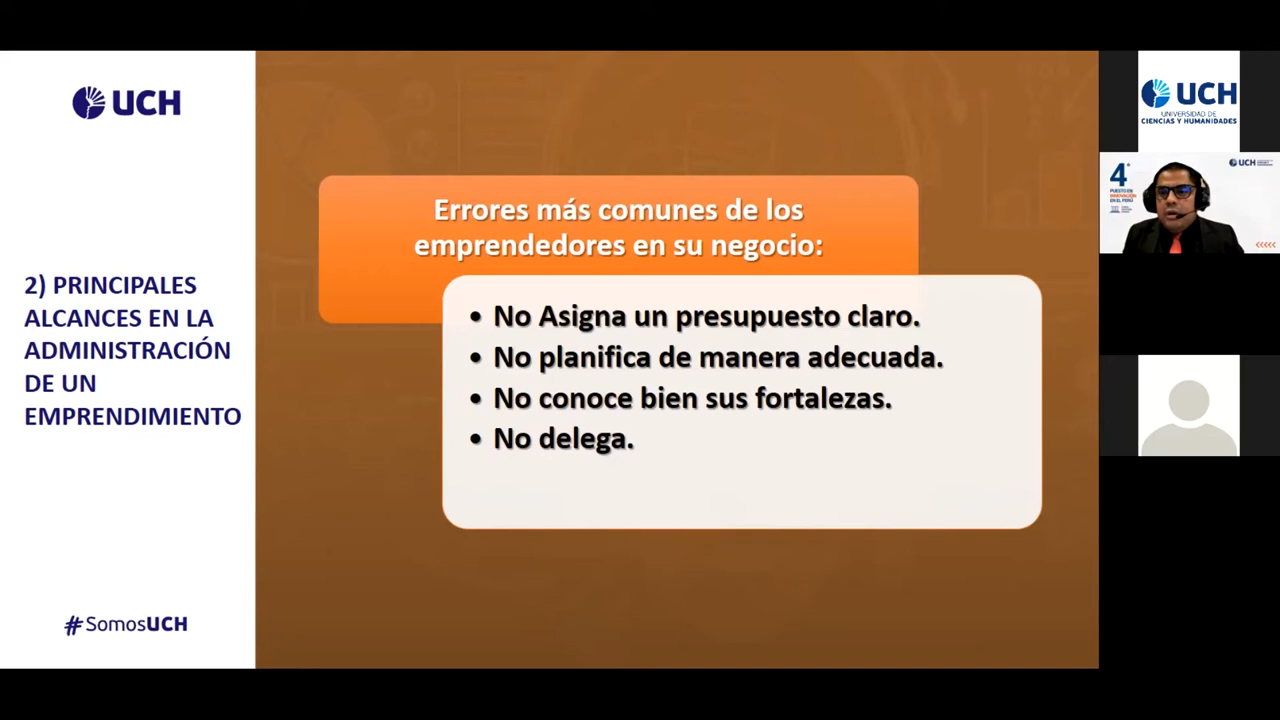 UCH
2) PRINCIPALES
ALCANCES EN LA
ADMINISTRACIÓN
DE UN
EMPRENDIMIENTO
#SomosUCH
Errores más comunes de los
emprendedores en su negocio:
• No Asigna un presupuesto claro.
• No planifica de manera adecuada.
• No conoce bien sus fortalezas.
• No delega.
UCH
UNIVERSIDAD DE
CIENCIAS Y HUMANIDADES
4°
PUESTO EN
INNOVACIÓN
EN EL PERÚ
UCH